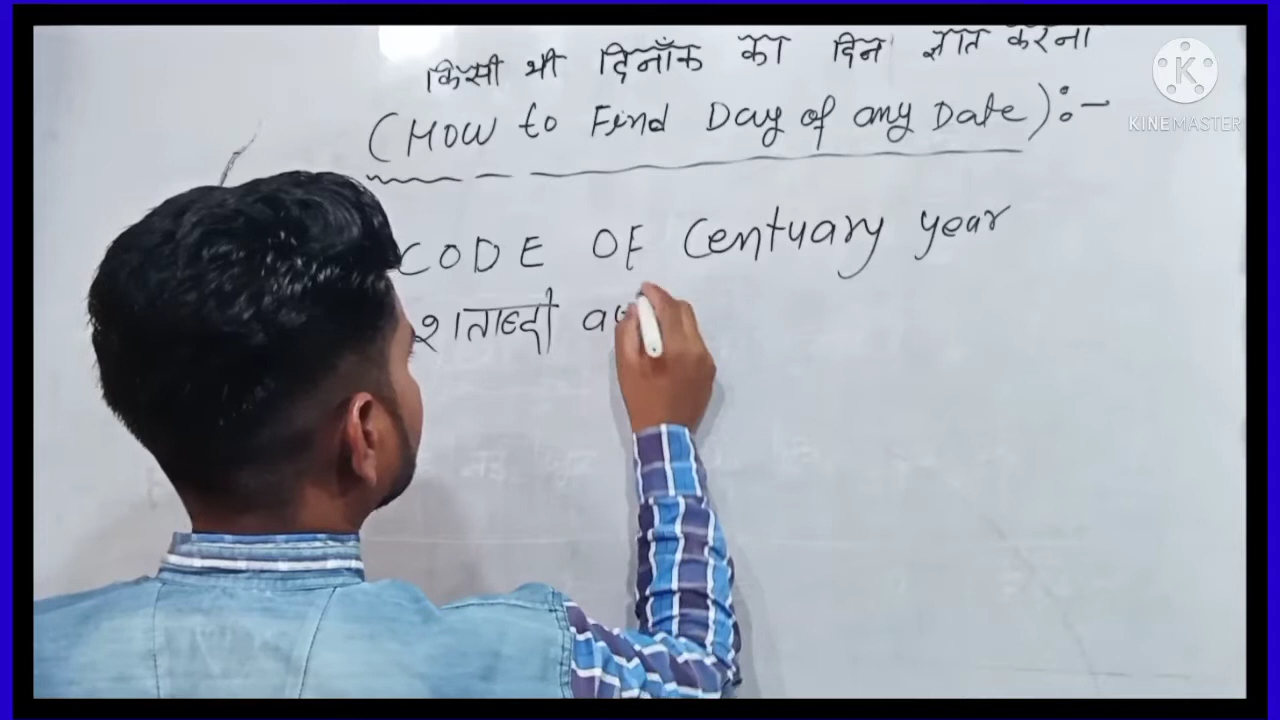 किसी भी दिनाँक का दिन ज्ञात करना
(How to Find Day of any Date):-
CODE OF Centuary year
शताब्दी
K
KINEMASTER